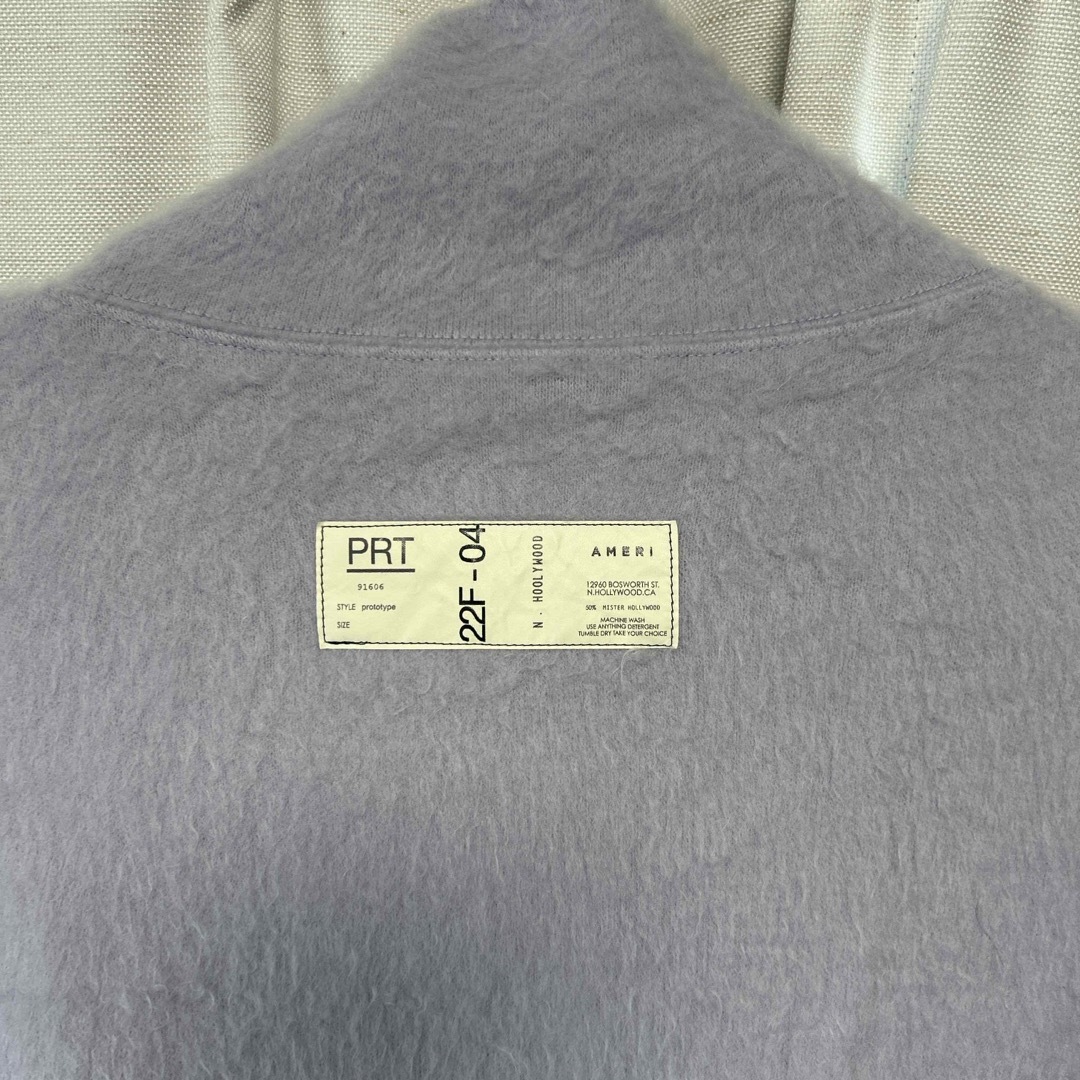 PRT
91606
STYLE prototype
SIZE
22F-04
N. HOOLYWOOD
AMERI
12960 BOSWORTH ST.
N.HOLLYWOOD.CA
50% MISTER HOLLYWOOD
MACHINE WASH
USE ANYTHING DETERGENT
TUMBLE DRY TAKE YOUR CHOICE